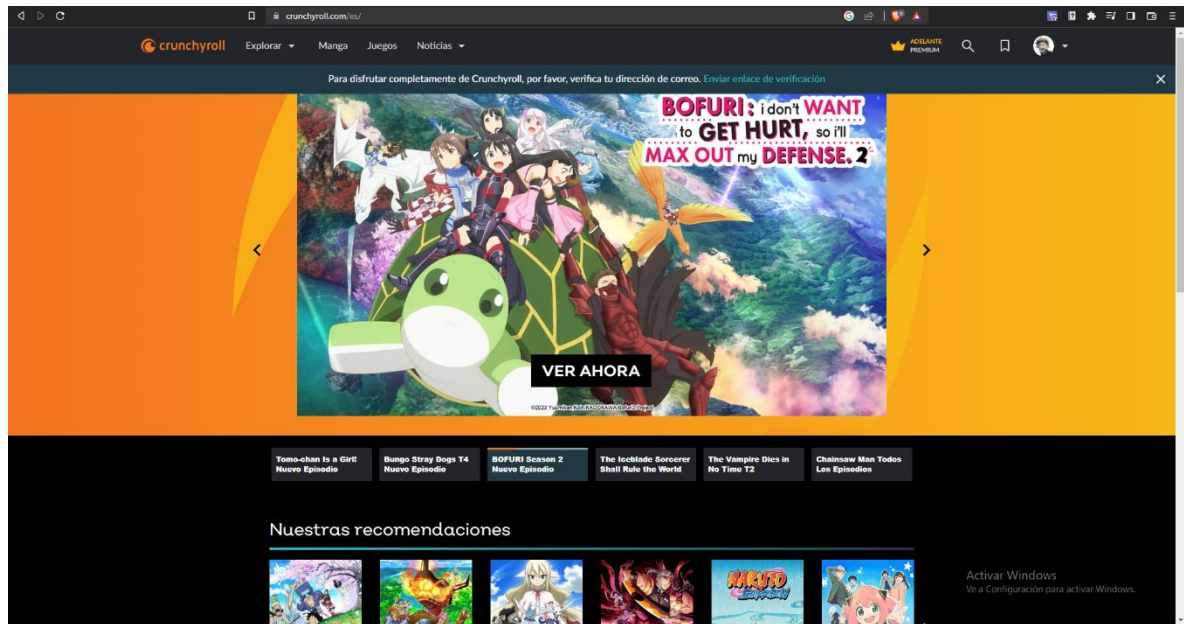 crunchyroll.com/es/
crunchyroll Explorar Manga Juegos Noticias ADELANTE
PREMIUM
Para disfrutar completamente de Crunchyroll, por favor, verifica tu dirección de correo. Enviar enlace de verificación
BOFURI: i don't WANT
to GET HURT, so i'll
MAX OUT my DEFENSE. 2
VER AHORA
Tomo-chan Is a Girl!
Nuevo Episodio
Bungo Stray Dogs T4
Nuevo Episodio
BOFURI Season 2
Nuevo Episodio
The Iceblade Sorcerer
Shall Rule the World
The Vampire Dies in
No Time T2
Chainsaw Man Todos
Los Episodios
Nuestras recomendaciones
NARUTO
Activar Windows
Ve a Configuración para activar Windows.